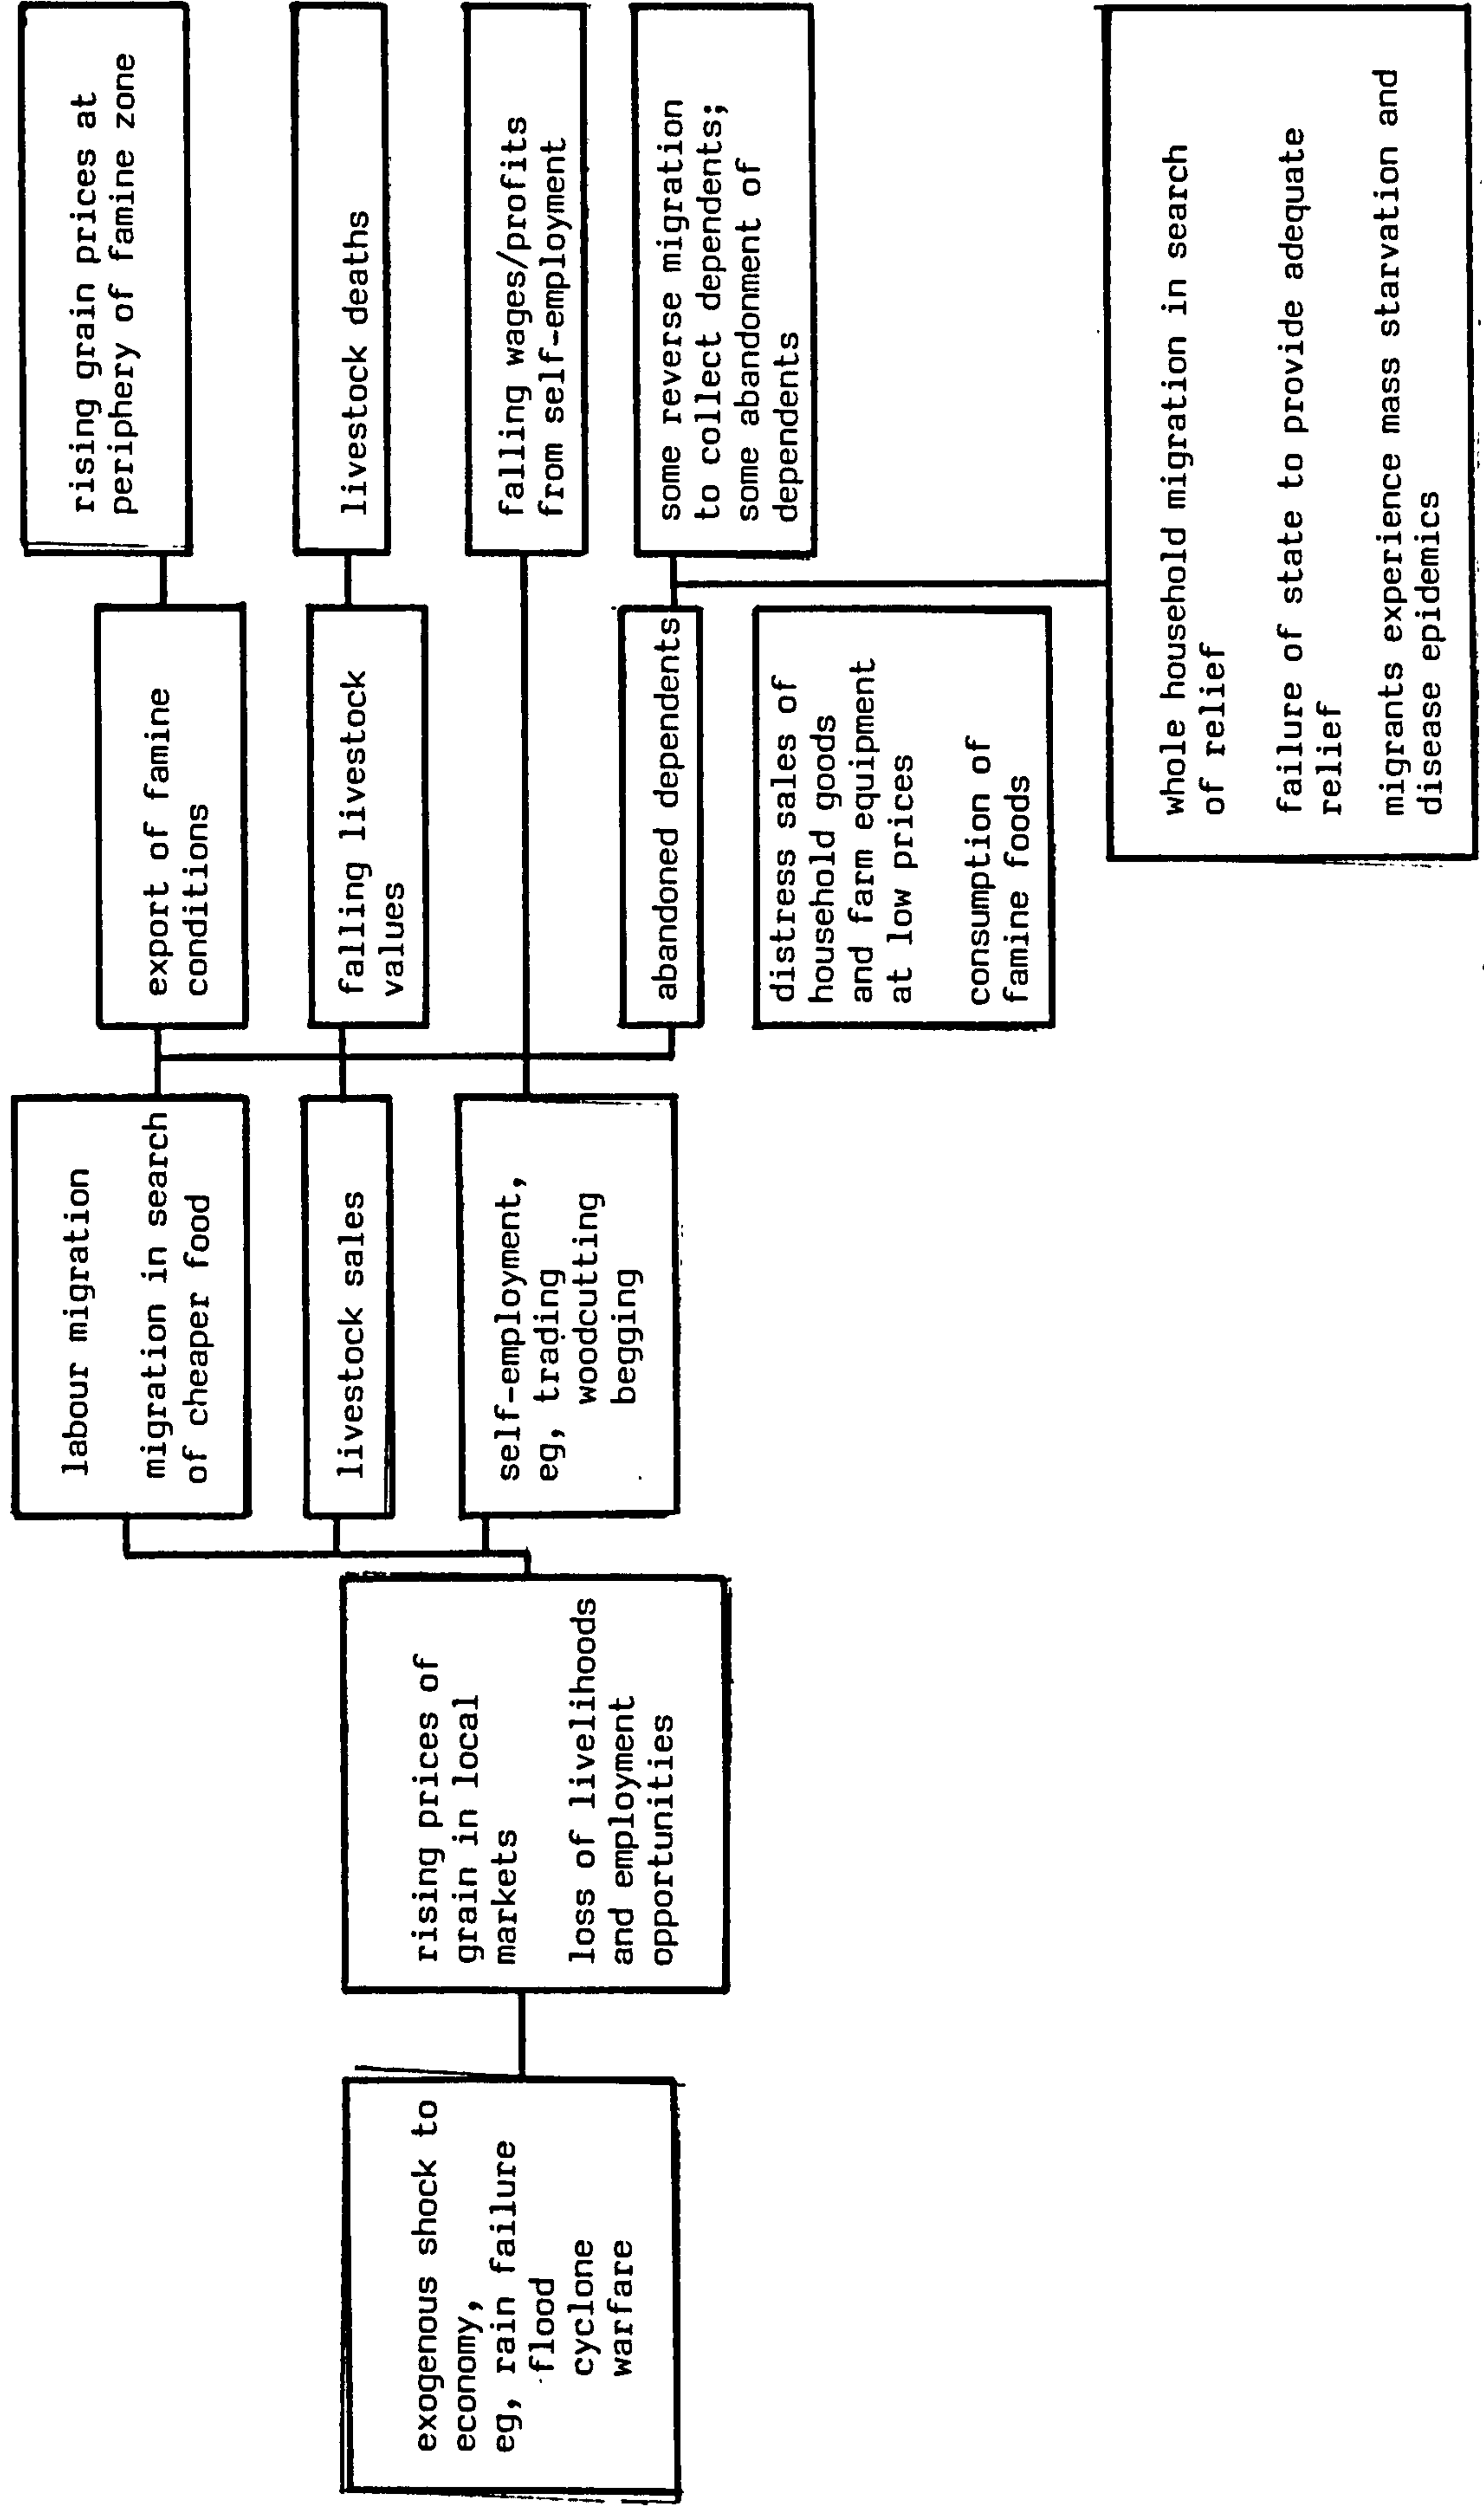 exogenous shock to
economy,
eg, rain failure
flood
cyclone
warfare
rising prices of
grain in local
markets
loss of livelihoods
and employment
opportunities
labour migration
migration in search
of cheaper food
livestock sales
self-employment,
eg, trading
woodcutting
begging
export of famine
conditions
falling livestock
values
abandoned dependents
distress sales of
household goods
and farm equipment
at low prices
consumption of
famine foods
rising grain prices at
periphery of famine zone
livestock deaths
falling wages/profits
from self-employment
some reverse migration
to collect dependents;
some abandonment of
dependents
whole household migration in search
of relief
failure of state to provide adequate
relief
migrants experience mass starvation and
disease epidemics